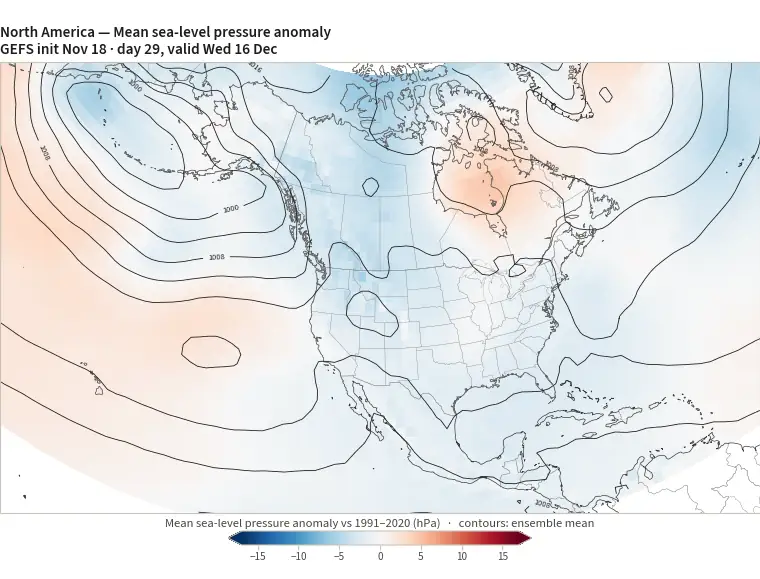 North America — Mean sea-level pressure anomaly
GEFS init Nov 18 · day 29, valid Wed 16 Dec
1016
1000
1008
1000
1008
1008
Mean sea-level pressure anomaly vs 1991–2020 (hPa) · contours: ensemble mean
−15 −10 −5 0 5 10 15